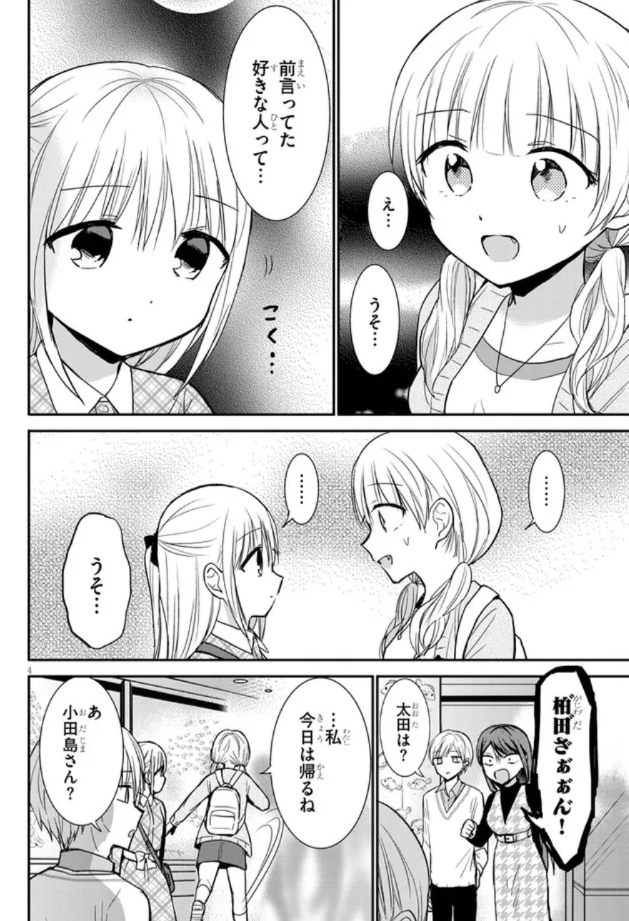 え…
うそ…
前言ってた
好きな人って…
こく…
……
……
うそ…
4
柏田ざぁぁん゛!
太田は?
…私
今日は帰るね
あ
小田島さん?